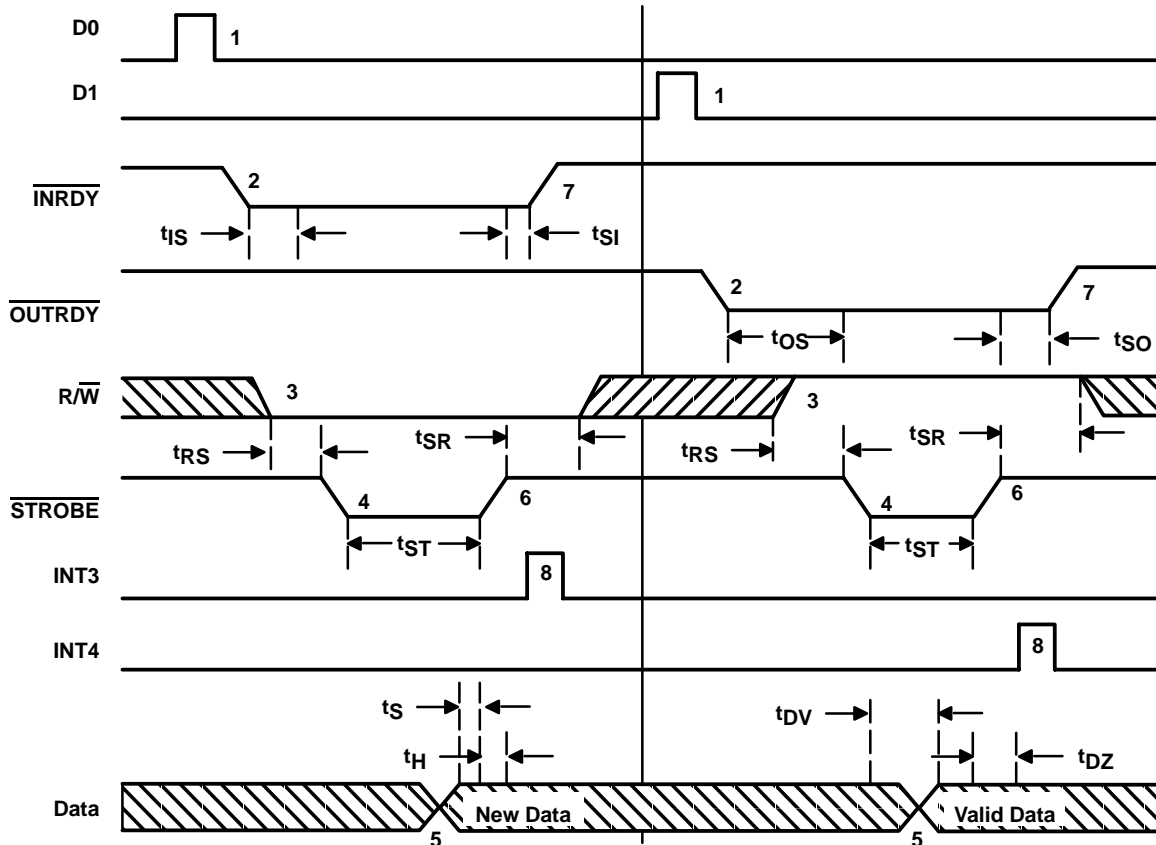 D0
1
D1
1
INRDY
2
7
tIS
tSI
OUTRDY
2
7
tOS
tSO
R/W
3
3
tRS
tSR
tRS
tSR
STROBE
4
6
4
6
tST
tST
INT3
8
INT4
8
tS
tDV
tH
tDZ
Data
New Data
Valid Data
5
5